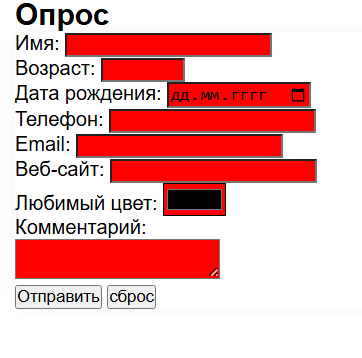 Опрос
Имя:
Возраст:
Дата рождения: дд.мм.гггг
Телефон:
Email:
Веб-сайт:
Любимый цвет:
Комментарий:
Отправить сброс